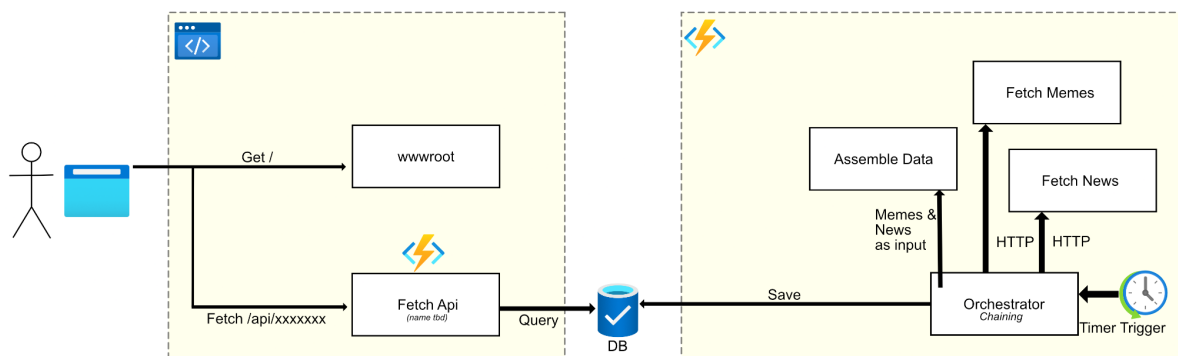 Get /
wwwroot
Fetch Api
(name tbd)
Fetch /api/xxxxxxx
Query
DB
Save
Fetch Memes
Assemble Data
Fetch News
Memes &
News
as input
HTTP
HTTP
Orchestrator
Chaining
Timer Trigger